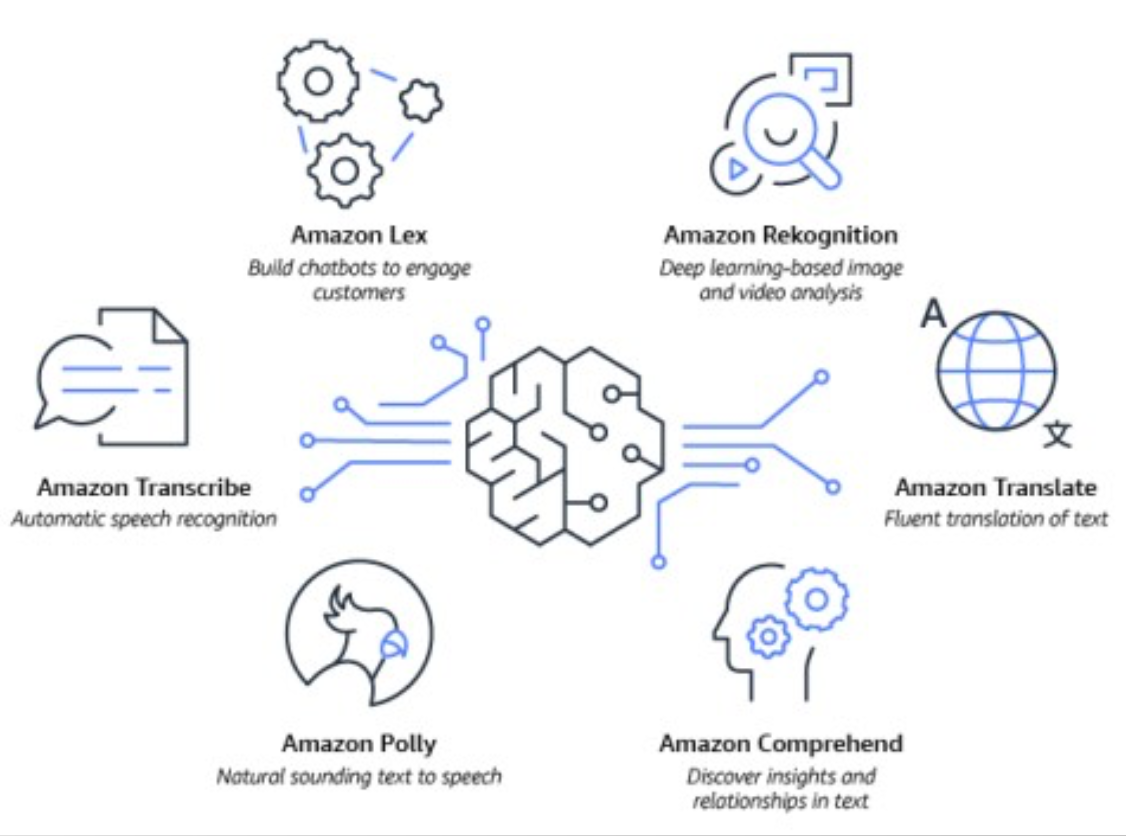 Amazon Lex
Build chatbots to engage
customers
Amazon Rekognition
Deep learning-based image
and video analysis
A
文
Amazon Transcribe
Automatic speech recognition
Amazon Translate
Fluent translation of text
Amazon Polly
Natural sounding text to speech
Amazon Comprehend
Discover insights and
relationships in text